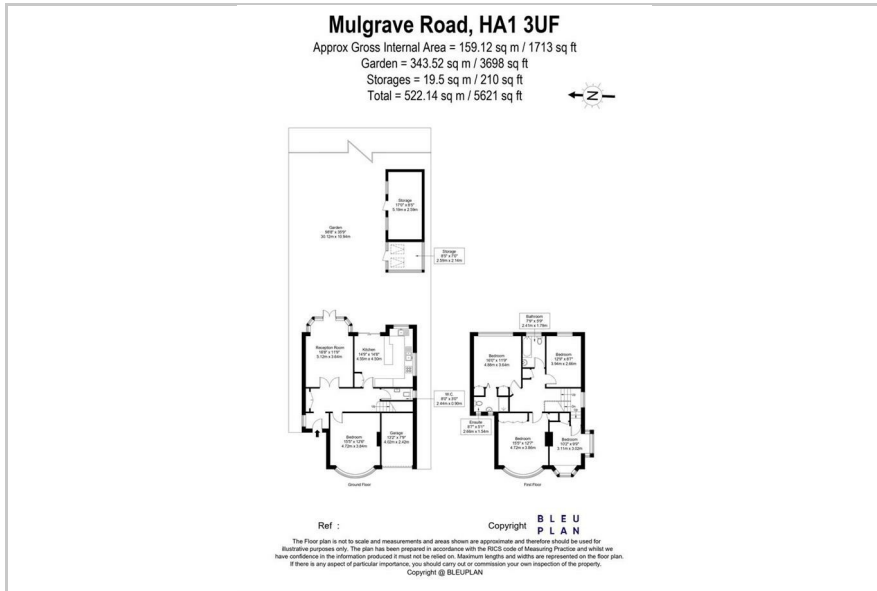 Mulgrave Road, HA1 3UF
Approx Gross Internal Area = 159.12 sq m / 1713 sq ft
Garden = 343.52 sq m / 3698 sq ft
Storages = 19.5 sq m / 210 sq ft
Total = 522.14 sq m / 5621 sq ft
N
Storage
Garden
Storage
Bathroom
Reception Room
Kitchen
Bedroom
Bedroom
W.C
Ensuite
Bedroom
Garage
Bedroom
Bedroom
Ground Floor
First Floor
Ref :
Copyright
BLEU
PLAN
The Floor plan is not to scale and measurements and areas shown are approximate and therefore should be used for
illustrative purposes only. The plan has been prepared in accordance with the RICS code of Measuring Practice and whilst we
have confidence in the information produced it must not be relied on. Maximum lengths and widths are represented on the floor plan.
If there is any aspect of particular importance, you should carry out or commission your own inspection of the property.
Copyright @ BLEUPLAN